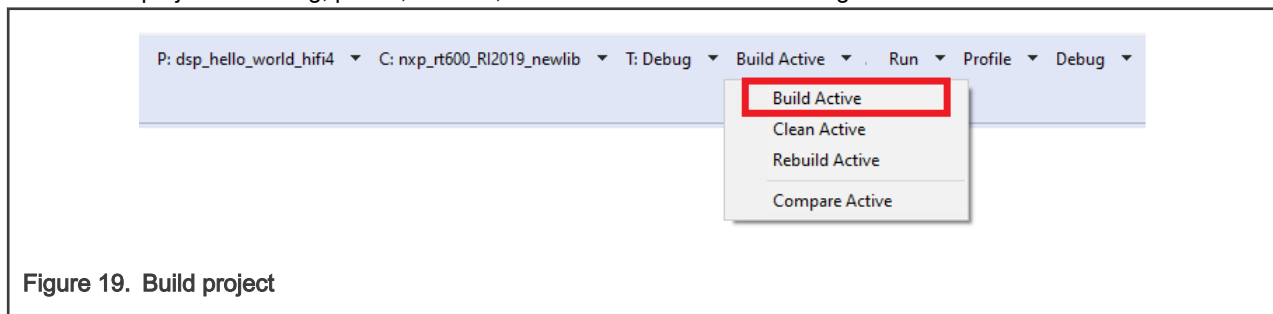 P: dsp_hello_world_hifi4 C: nxp_rt600_RI2019_newlib T: Debug Build Active Run Profile Debug
Build Active
Clean Active
Rebuild Active
Compare Active
Figure 19. Build project